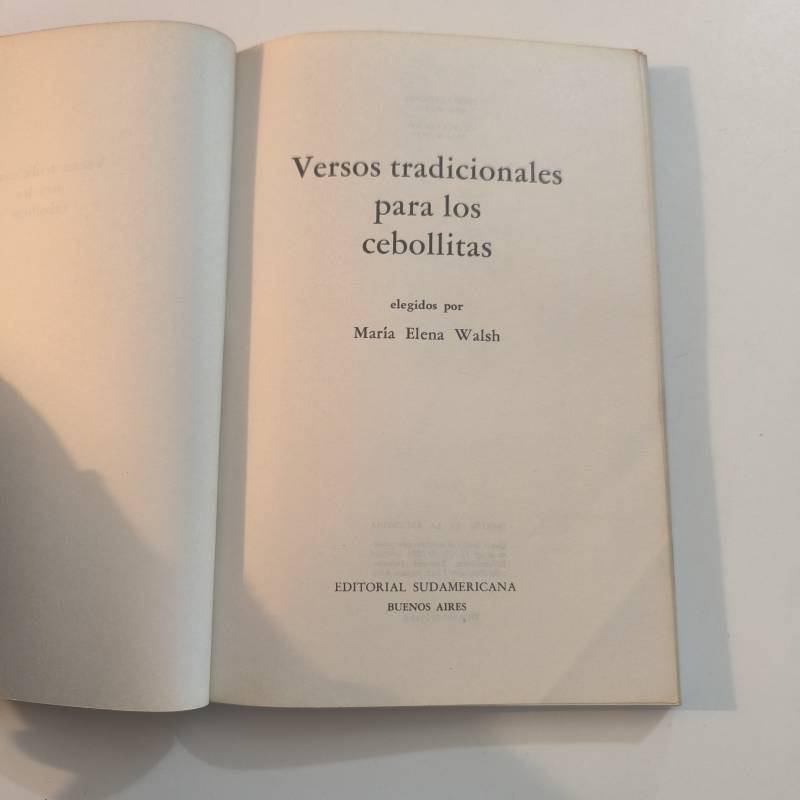 Versos tradicionales
para los
cebollitas
elegidos por
María Elena Walsh
EDITORIAL SUDAMERICANA
BUENOS AIRES